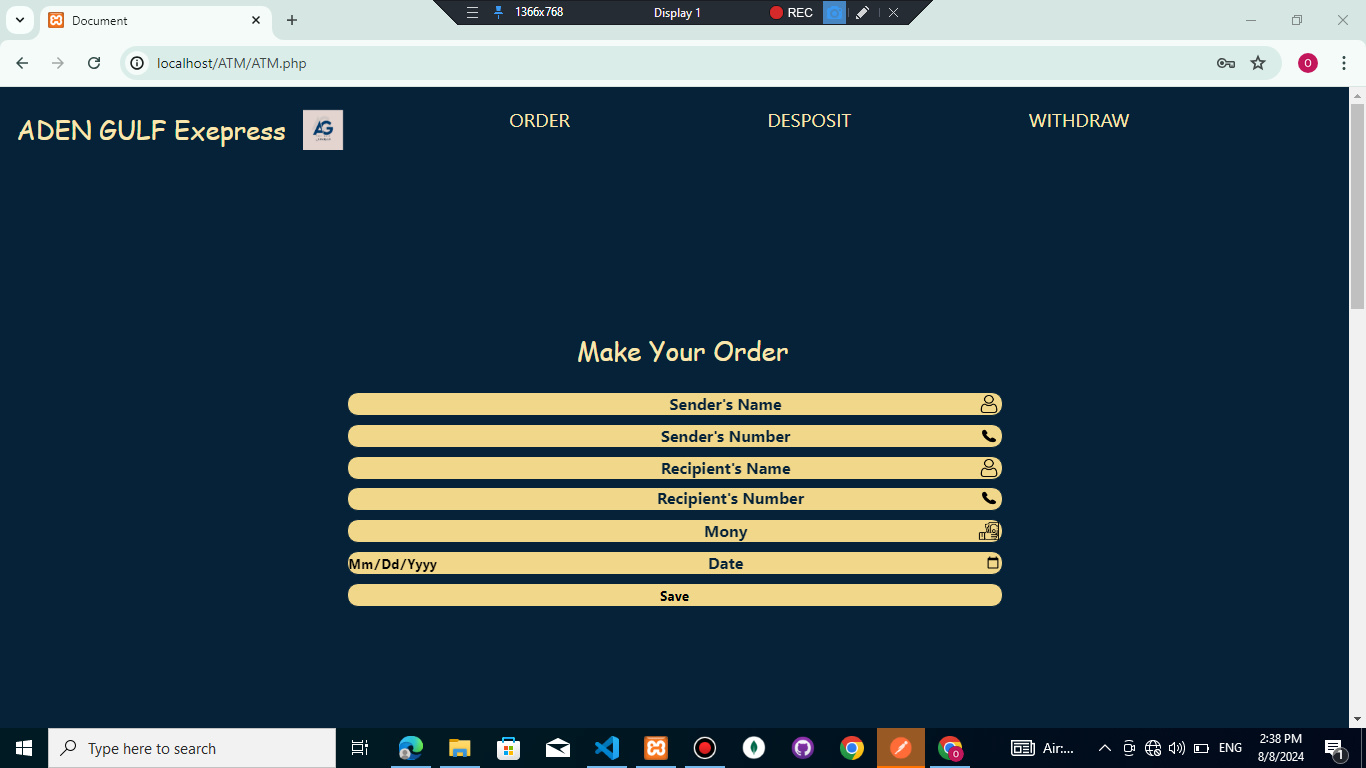 1366x768 Display 1 REC
Document
localhost/ATM/ATM.php
O
ADEN GULF Exepress AG ORDER DESPOSIT WITHDRAW
Make Your Order
Sender's Name
Sender's Number
Recipient's Name
Recipient's Number
Mony
Mm/Dd/Yyyy Date
Save
Type here to search
Air:...
ENG
2:38 PM
8/8/2024
1